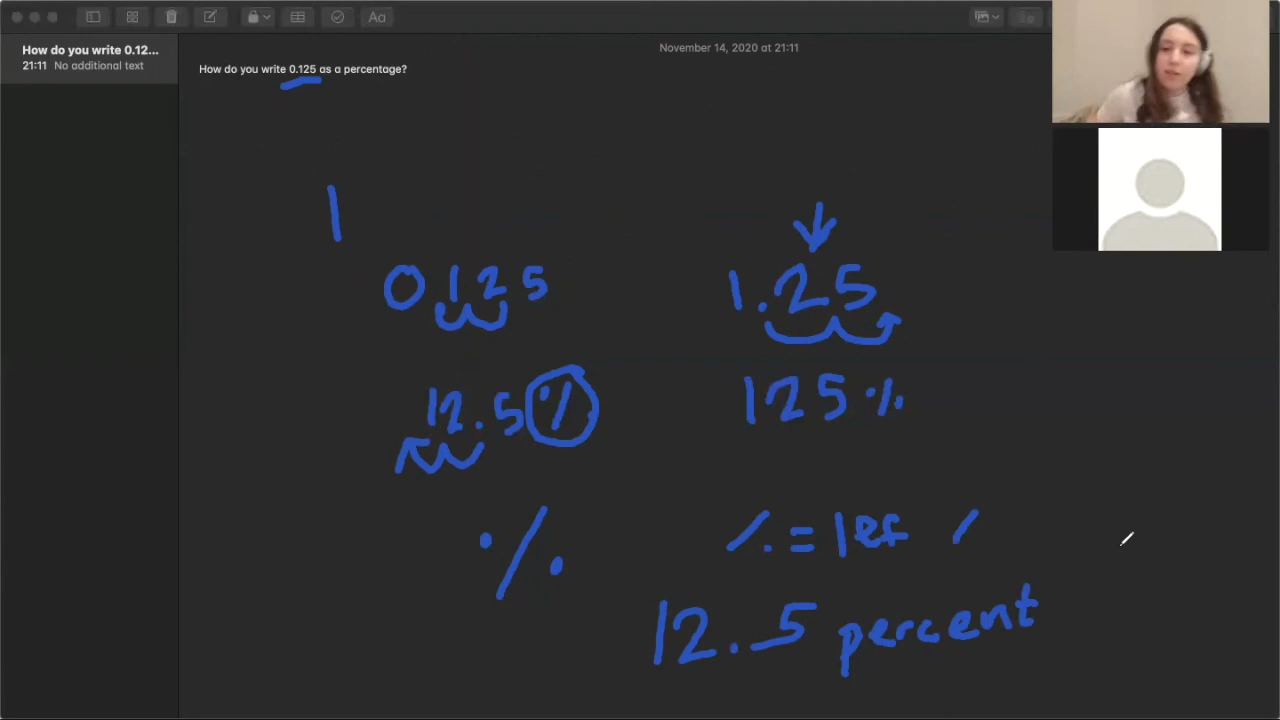 Aa
How do you write 0.12...
21:11 No additional text
November 14, 2020 at 21:11
How do you write 0.125 as a percentage?
1
0.125
1.25
12.5%
125%
%
12.5 percent